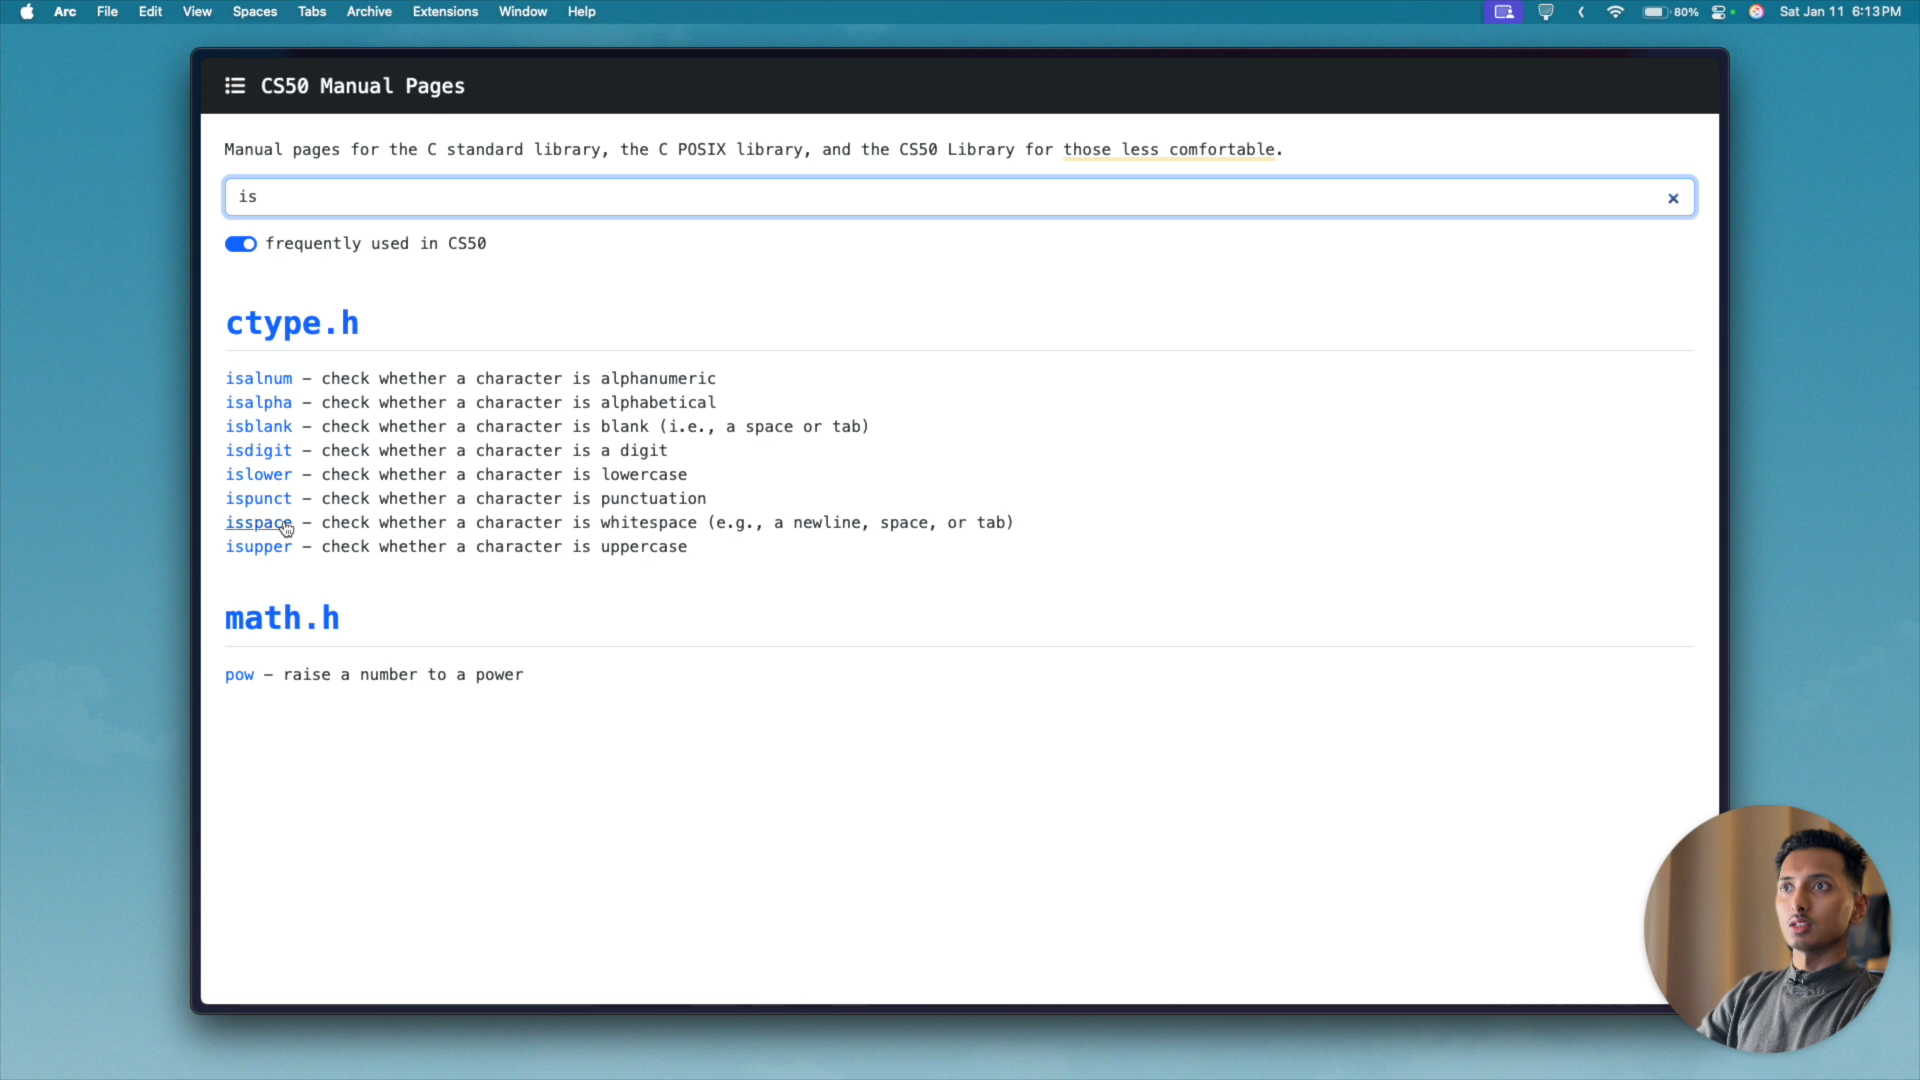 Arc File Edit View Spaces Tabs Archive Extensions Window Help 80% Sat Jan 11 6:13 PM
CS50 Manual Pages
Manual pages for the C standard library, the C POSIX library, and the CS50 Library for those less comfortable.
is
frequently used in CS50
ctype.h
isalnum – check whether a character is alphanumeric
isalpha – check whether a character is alphabetical
isblank – check whether a character is blank (i.e., a space or tab)
isdigit – check whether a character is a digit
islower – check whether a character is lowercase
ispunct – check whether a character is punctuation
isspace – check whether a character is whitespace (e.g., a newline, space, or tab)
isupper – check whether a character is uppercase
math.h
pow – raise a number to a power